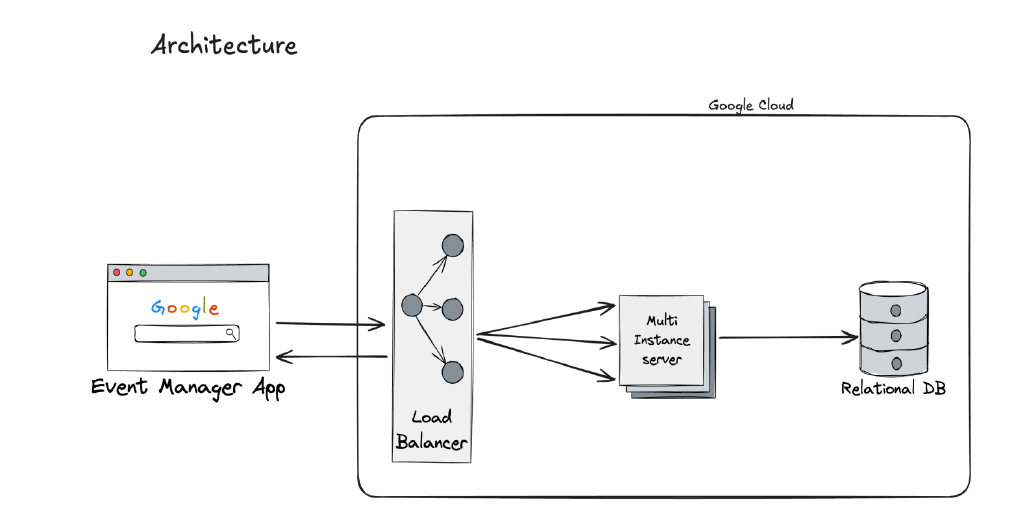 Architecture
Google Cloud
Google
Event Manager App
Load
Balancer
Multi
Instance
server
Relational DB